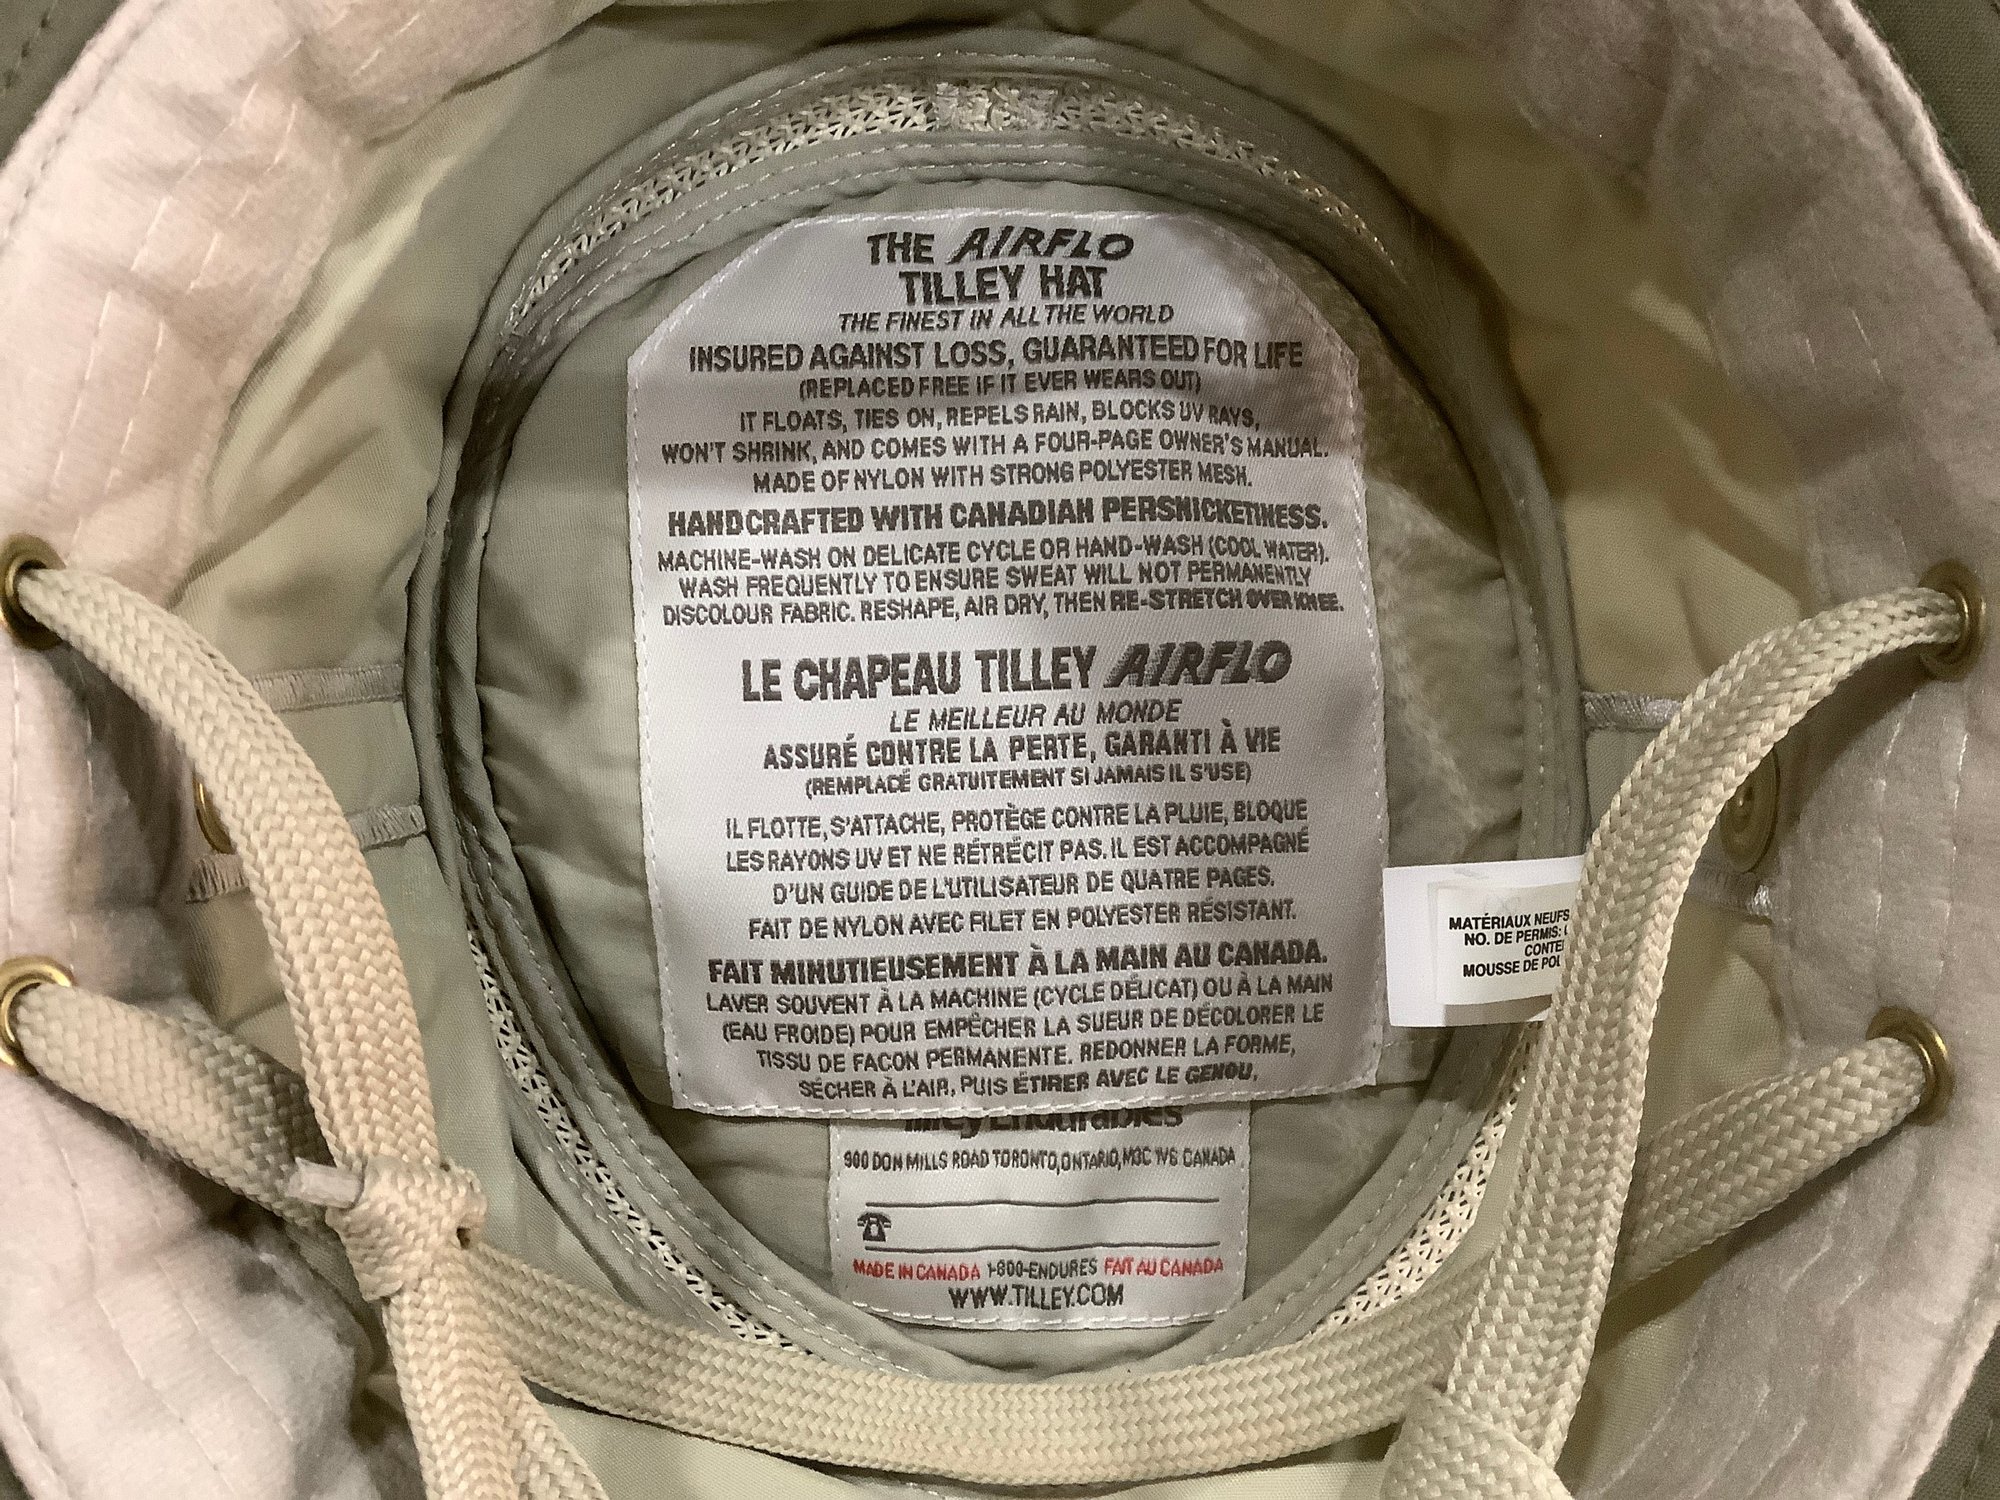 THE AIRFLO
TILLEY HAT
THE FINEST IN ALL THE WORLD
INSURED AGAINST LOSS, GUARANTEED FOR LIFE
(REPLACED FREE IF IT EVER WEARS OUT)
IT FLOATS, TIES ON, REPELS RAIN, BLOCKS UV RAYS,
WON'T SHRINK, AND COMES WITH A FOUR-PAGE OWNER'S MANUAL.
MADE OF NYLON WITH STRONG POLYESTER MESH.
HANDCRAFTED WITH CANADIAN PERSNICKETINESS.
MACHINE-WASH ON DELICATE CYCLE OR HAND-WASH (COOL WATER).
WASH FREQUENTLY TO ENSURE SWEAT WILL NOT PERMANENTLY
DISCOLOUR FABRIC. RESHAPE, AIR DRY, THEN RE-STRETCH OVER KNEE.
LE CHAPEAU TILLEY AIRFLO
LE MEILLEUR AU MONDE
ASSURÉ CONTRE LA PERTE, GARANTI À VIE
(REMPLACÉ GRATUITEMENT SI JAMAIS IL S'USE)
IL FLOTTE, S'ATTACHE, PROTÈGE CONTRE LA PLUIE, BLOQUE
LES RAYONS UV ET NE RÉTRÉCIT PAS. IL EST ACCOMPAGNÉ
D'UN GUIDE DE L'UTILISATEUR DE QUATRE PAGES.
FAIT DE NYLON AVEC FILET EN POLYESTER RÉSISTANT.
FAIT MINUTIEUSEMENT À LA MAIN AU CANADA.
LAVER SOUVENT À LA MACHINE (CYCLE DÉLICAT) OU À LA MAIN
(EAU FROIDE) POUR EMPÊCHER LA SUEUR DE DÉCOLORER LE
TISSU DE FACON PERMANENTE. REDONNER LA FORME,
SÉCHER À L'AIR, PUIS ÉTIRER AVEC LE GENOU.
Tilley Endurables
900 DON MILLS ROAD TORONTO, ONTARIO, M3C 1V6 CANADA
MADE IN CANADA 1-800-ENDURES FAIT AU CANADA
WWW.TILLEY.COM
MATÉRIAUX NEUFS
NO. DE PERMIS:
MOUSSE DE